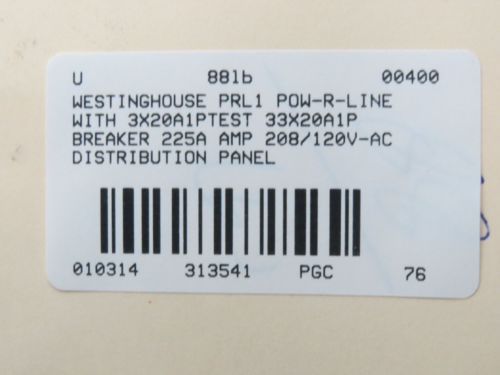 U 88lb 00400
WESTINGHOUSE PRL1 POW-R-LINE
WITH 3X20A1PTEST 33X20A1P
BREAKER 225A AMP 208/120V-AC
DISTRIBUTION PANEL
010314 313541 PGC 76